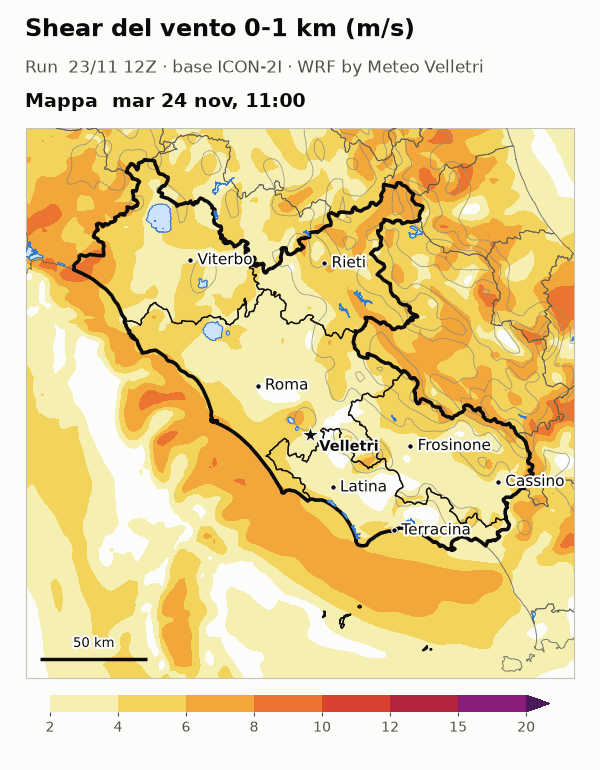 Shear del vento 0-1 km (m/s)
Run  23/11 12Z · base ICON-2I · WRF by Meteo Velletri
Mappa  mar 24 nov, 11:00
Viterbo
Rieti
Roma
Velletri
Frosinone
Cassino
Latina
Terracina
50 km
2 4 6 8 10 12 15 20